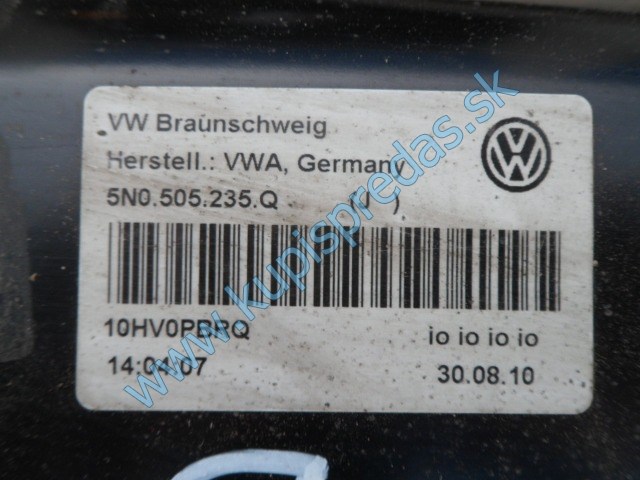 VW Braunschweig
Herstell.: VWA, Germany
5N0.505.235.Q ( )
10HV0PBRQ io io io io
30.08.10
www.kupispredas.sk